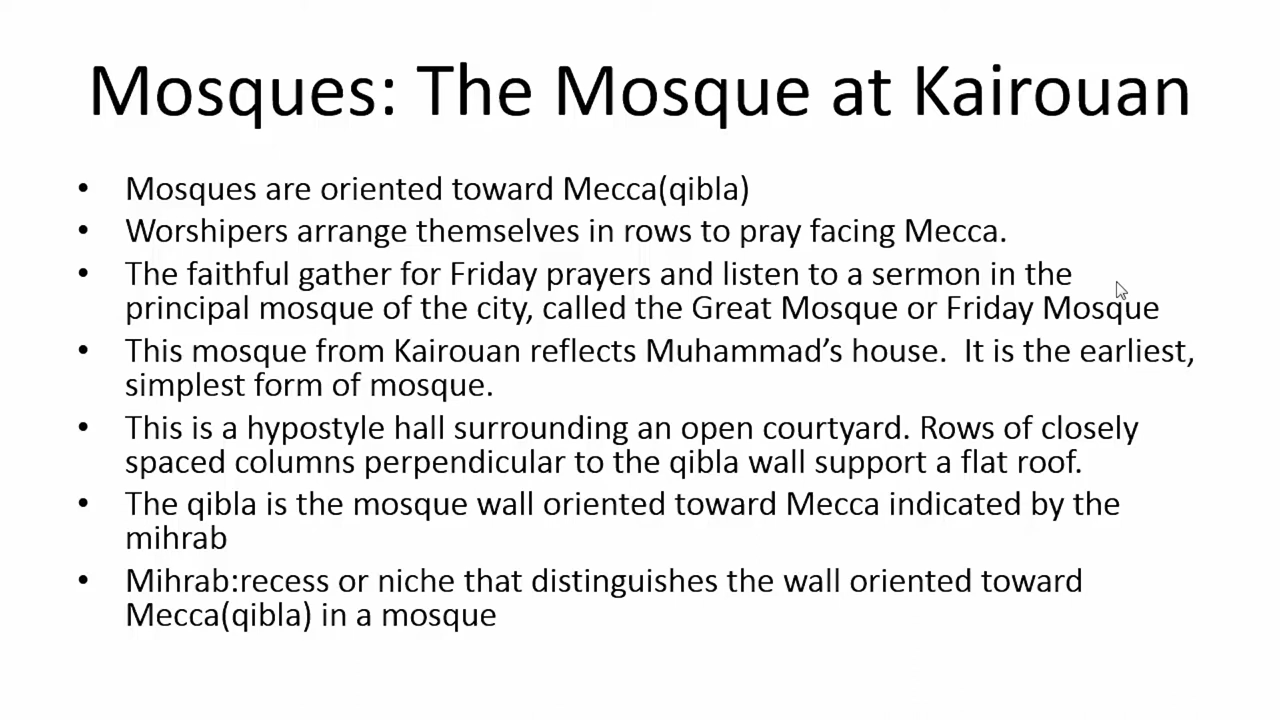 Mosques: The Mosque at Kairouan
• Mosques are oriented toward Mecca(qibla)
• Worshipers arrange themselves in rows to pray facing Mecca.
• The faithful gather for Friday prayers and listen to a sermon in the
principal mosque of the city, called the Great Mosque or Friday Mosque
• This mosque from Kairouan reflects Muhammad’s house.  It is the earliest,
simplest form of mosque.
• This is a hypostyle hall surrounding an open courtyard. Rows of closely
spaced columns perpendicular to the qibla wall support a flat roof.
• The qibla is the mosque wall oriented toward Mecca indicated by the
mihrab
• Mihrab:recess or niche that distinguishes the wall oriented toward
Mecca(qibla) in a mosque